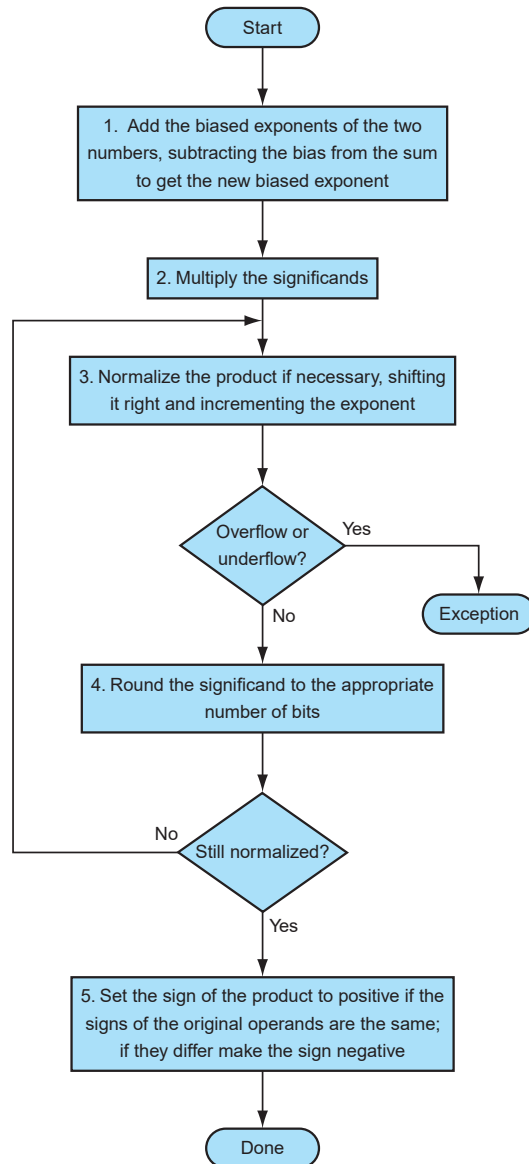 Start
1. Add the biased exponents of the two
numbers, subtracting the bias from the sum
to get the new biased exponent
2. Multiply the significands
3. Normalize the product if necessary, shifting
it right and incrementing the exponent
Overflow or
underflow?
Yes
Exception
No
4. Round the significand to the appropriate
number of bits
No
Still normalized?
Yes
5. Set the sign of the product to positive if the
signs of the original operands are the same;
if they differ make the sign negative
Done